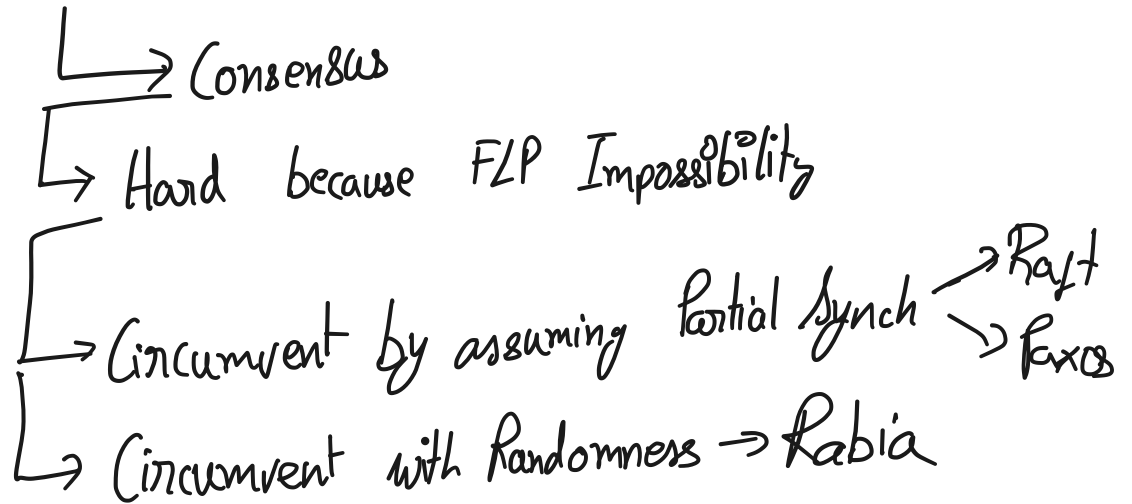 Consensus
Hard because FLP Impossibility
Circumvent by assuming Partial Synch
Raft
Paxos
Circumvent with Randomness → Rabia